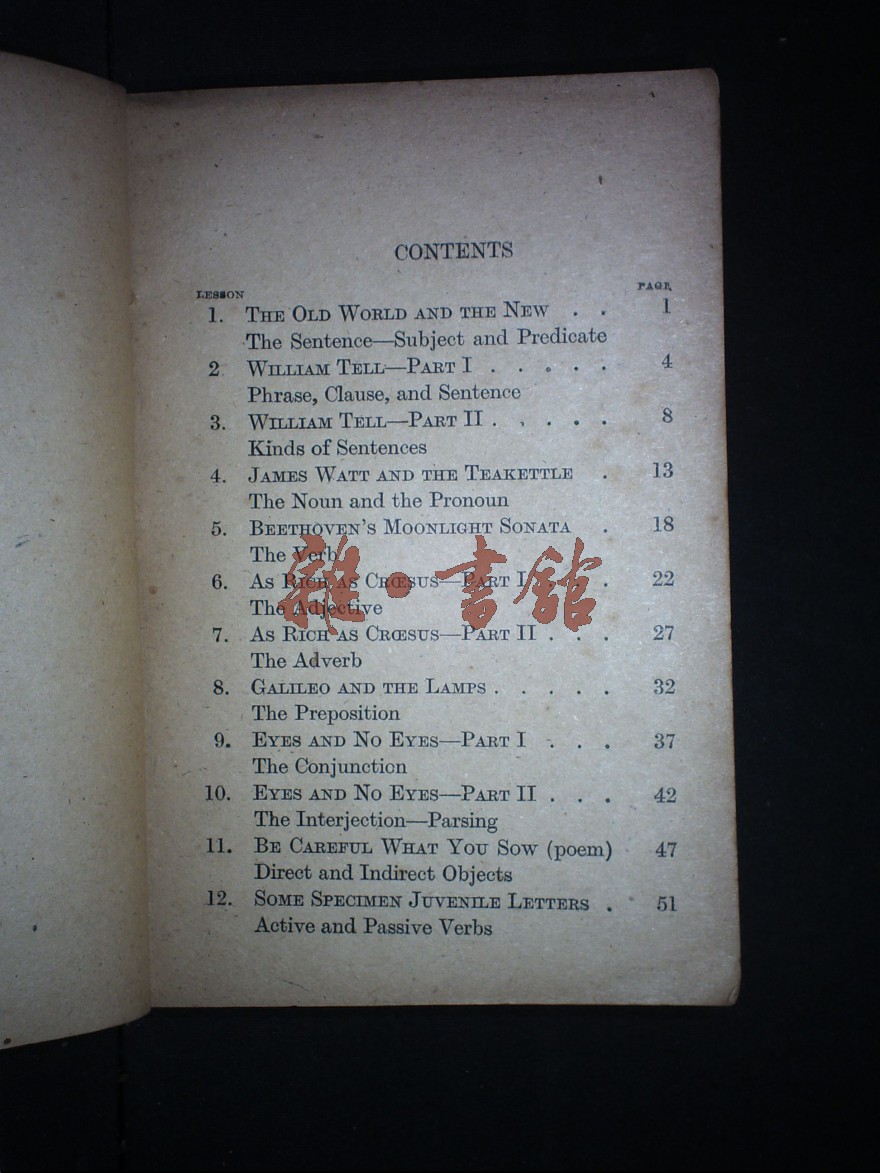 CONTENTS
LESSON PAGE
1. THE OLD WORLD AND THE NEW . . 1
The Sentence—Subject and Predicate
2 WILLIAM TELL—PART I . . . . . 4
Phrase, Clause, and Sentence
3. WILLIAM TELL—PART II . . . . . 8
Kinds of Sentences
4. JAMES WATT AND THE TEAKETTLE . 13
The Noun and the Pronoun
5. BEETHOVEN'S MOONLIGHT SONATA . 18
The Verb
6. AS RICH AS CRŒSUS—PART I . . . 22
The Adjective
7. AS RICH AS CRŒSUS—PART II . . . 27
The Adverb
8. GALILEO AND THE LAMPS . . . . . 32
The Preposition
9. EYES AND NO EYES—PART I . . . 37
The Conjunction
10. EYES AND NO EYES—PART II . . . 42
The Interjection—Parsing
11. BE CAREFUL WHAT YOU SOW (poem) 47
Direct and Indirect Objects
12. SOME SPECIMEN JUVENILE LETTERS . 51
Active and Passive Verbs
雜·書館